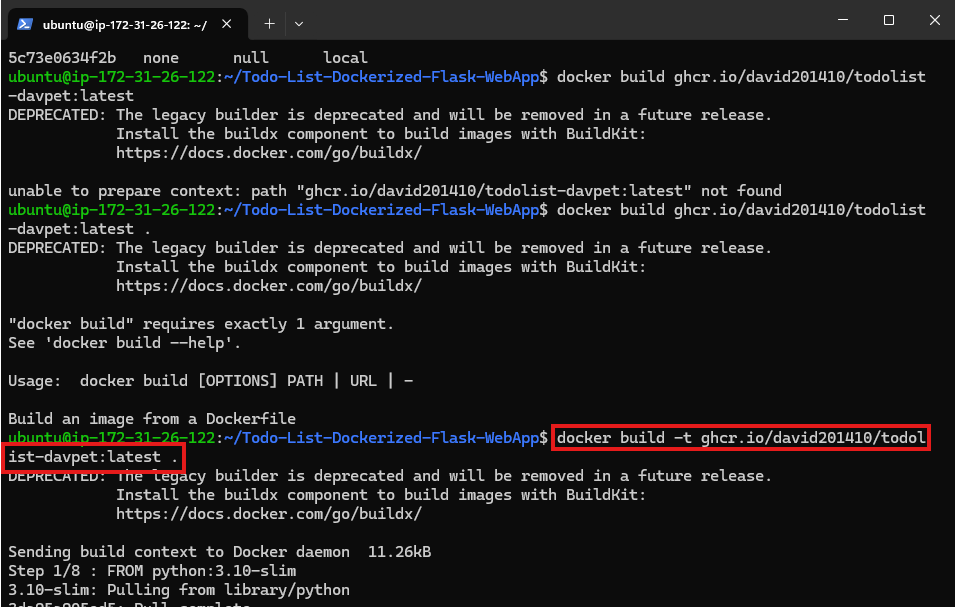 ubuntu@ip-172-31-26-122: ~/
5c73e0634f2b   none      null      local
ubuntu@ip-172-31-26-122:~/Todo-List-Dockerized-Flask-WebApp$ docker build ghcr.io/david201410/todolist
-davpet:latest
DEPRECATED: The legacy builder is deprecated and will be removed in a future release.
            Install the buildx component to build images with BuildKit:
            https://docs.docker.com/go/buildx/
unable to prepare context: path "ghcr.io/david201410/todolist-davpet:latest" not found
ubuntu@ip-172-31-26-122:~/Todo-List-Dockerized-Flask-WebApp$ docker build ghcr.io/david201410/todolist
-davpet:latest .
DEPRECATED: The legacy builder is deprecated and will be removed in a future release.
            Install the buildx component to build images with BuildKit:
            https://docs.docker.com/go/buildx/
"docker build" requires exactly 1 argument.
See 'docker build --help'.
Usage:  docker build [OPTIONS] PATH | URL | -
Build an image from a Dockerfile
ubuntu@ip-172-31-26-122:~/Todo-List-Dockerized-Flask-WebApp$ docker build -t ghcr.io/david201410/todol
ist-davpet:latest .
DEPRECATED: The legacy builder is deprecated and will be removed in a future release.
            Install the buildx component to build images with BuildKit:
            https://docs.docker.com/go/buildx/
Sending build context to Docker daemon  11.26kB
Step 1/8 : FROM python:3.10-slim
3.10-slim: Pulling from library/python
Pull complete